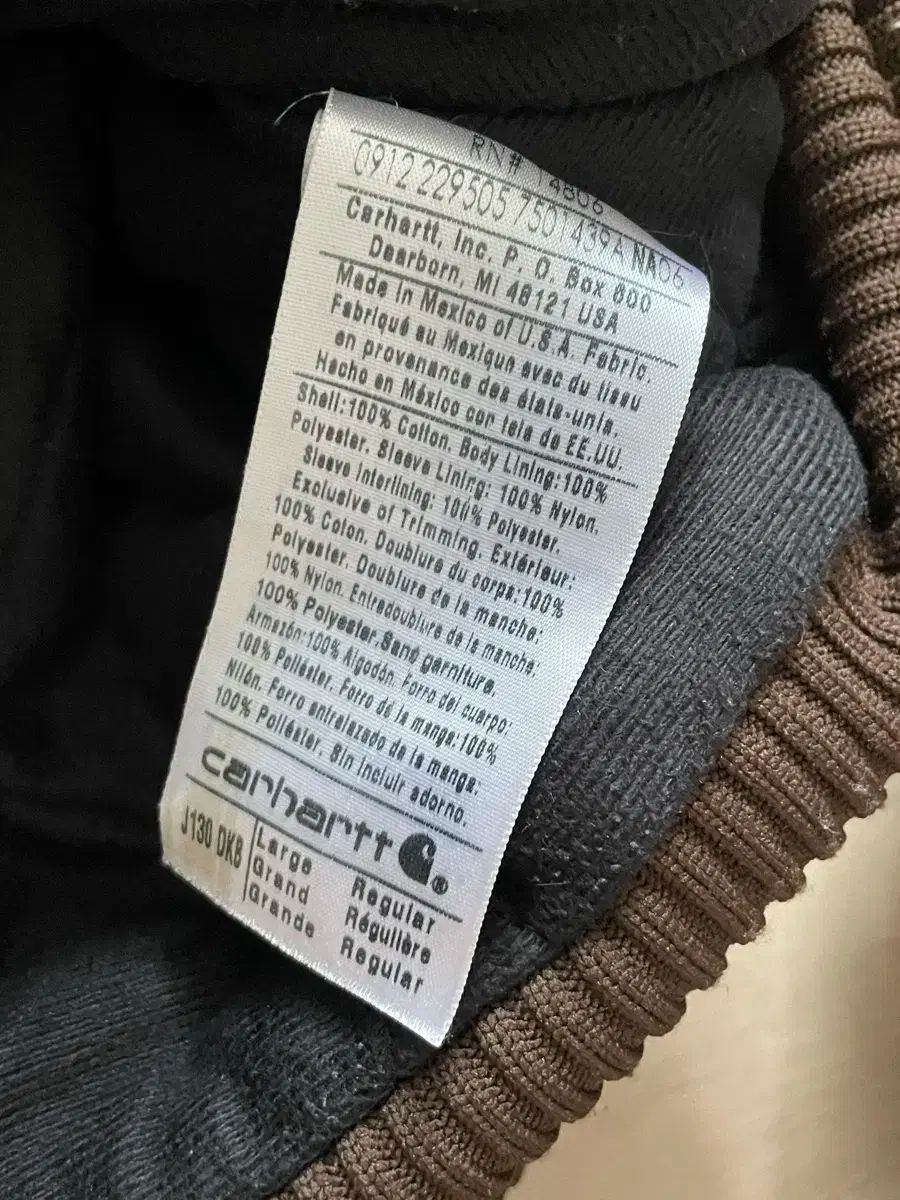 RN# 14806
0912 229505 7501439A NA06
Carhartt, Inc. P. O. Box 600
Dearborn, MI 48121 USA
Made in Mexico of U.S.A. Fabric.
Fabriqué au Mexique avec du tissu
en provenance des états-unis.
Hecho en México con tela de EE.UU.
Shell:100% Cotton. Body Lining:100%
Polyester. Sleeve Lining: 100% Nylon.
Sleeve Interlining: 100% Polyester.
Exclusive of Trimming. Extérieur:
100% Coton. Doublure du corps:100%
Polyester. Doublure de la manche:
100% Nylon. Entredoublure de la manche.
100% Polyester.Sans garniture.
Armazón:100% Algodón. Forro del cuerpo:
100% Poliéster. Forro de la manga:100%
Nilón. Forro entrelazado de la manga:
100% Poliéster. Sin incluir adorno.
carhartt ®
J130 DKB Large Regular
Grand Régulière
Grande Regular